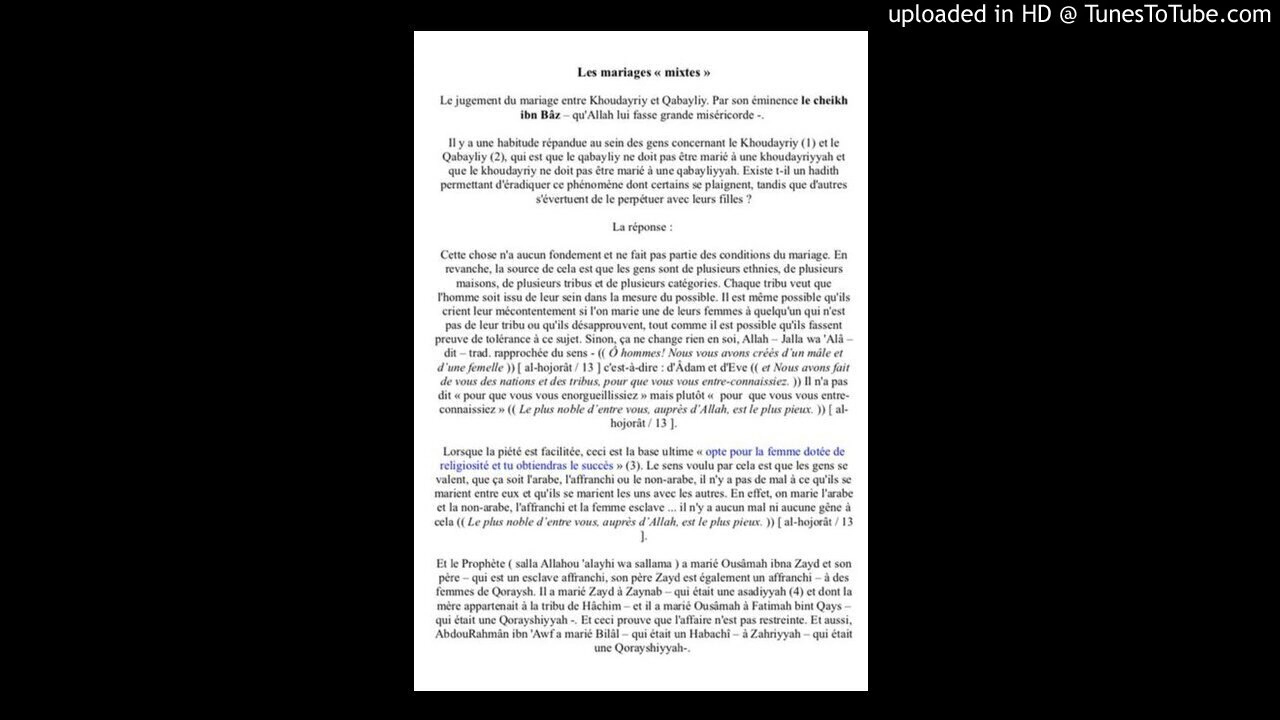 uploaded in HD @ TunesToTube.com
Les mariages « mixtes »
Le jugement du mariage entre Khoudayriy et Qabayliy. Par son éminence le cheikh
ibn Bâz – qu'Allah lui fasse grande miséricorde -.
Il y a une habitude répandue au sein des gens concernant le Khoudayriy (1) et le
Qabayliy (2), qui est que le qabayliy ne doit pas être marié à une khoudayriyyah et
que le khoudayriy ne doit pas être marié à une qabayliyyah. Existe t-il un hadith
permettant d'éradiquer ce phénomène dont certains se plaignent, tandis que d'autres
s'évertuent de le perpétuer avec leurs filles ?
La réponse :
Cette chose n'a aucun fondement et ne fait pas partie des conditions du mariage. En
revanche, la source de cela est que les gens sont de plusieurs ethnies, de plusieurs
maisons, de plusieurs tribus et de plusieurs catégories. Chaque tribu veut que
l'homme soit issu de leur sein dans la mesure du possible. Il est même possible qu'ils
crient leur mécontentement si l'on marie une de leurs femmes à quelqu'un qui n'est
pas de leur tribu ou qu'ils désapprouvent, tout comme il est possible qu'ils fassent
preuve de tolérance à ce sujet. Sinon, ça ne change rien en soi, Allah – Jalla wa 'Alâ –
dit – trad. rapprochée du sens - (( Ô hommes! Nous vous avons créés d'un mâle et
d'une femelle )) [ al-hojorât / 13 ] c'est-à-dire : d'Âdam et d'Eve (( et Nous avons fait
de vous des nations et des tribus, pour que vous vous entre-connaissiez. )) Il n'a pas
dit « pour que vous vous enorgueillissiez » mais plutôt « pour que vous vous entre-
connaissiez » (( Le plus noble d'entre vous, auprès d'Allah, est le plus pieux. )) [ al-
hojorât / 13 ].
Lorsque la piété est facilitée, ceci est la base ultime « opte pour la femme dotée de
religiosité et tu obtiendras le succès » (3). Le sens voulu par cela est que les gens se
valent, que ça soit l'arabe, l'affranchi ou le non-arabe, il n'y a pas de mal à ce qu'ils se
marient entre eux et qu'ils se marient les uns avec les autres. En effet, on marie l'arabe
et la non-arabe, l'affranchi et la femme esclave ... il n'y a aucun mal ni aucune gêne à
cela (( Le plus noble d'entre vous, auprès d'Allah, est le plus pieux. )) [ al-hojorât / 13
].
Et le Prophète ( salla Allahou 'alayhi wa sallama ) a marié Ousâmah ibna Zayd et son
père – qui est un esclave affranchi, son père Zayd est également un affranchi – à des
femmes de Qoraysh. Il a marié Zayd à Zaynab – qui était une asadiyyah (4) et dont la
mère appartenait à la tribu de Hâchim – et il a marié Ousâmah à Fatimah bint Qays –
qui était une Qorayshiyyah -. Et ceci prouve que l'affaire n'est pas restreinte. Et aussi,
AbdouRahmân ibn 'Awf a marié Bilâl – qui était un Habachî – à Zahriyyah – qui était
une Qorayshiyyah-.